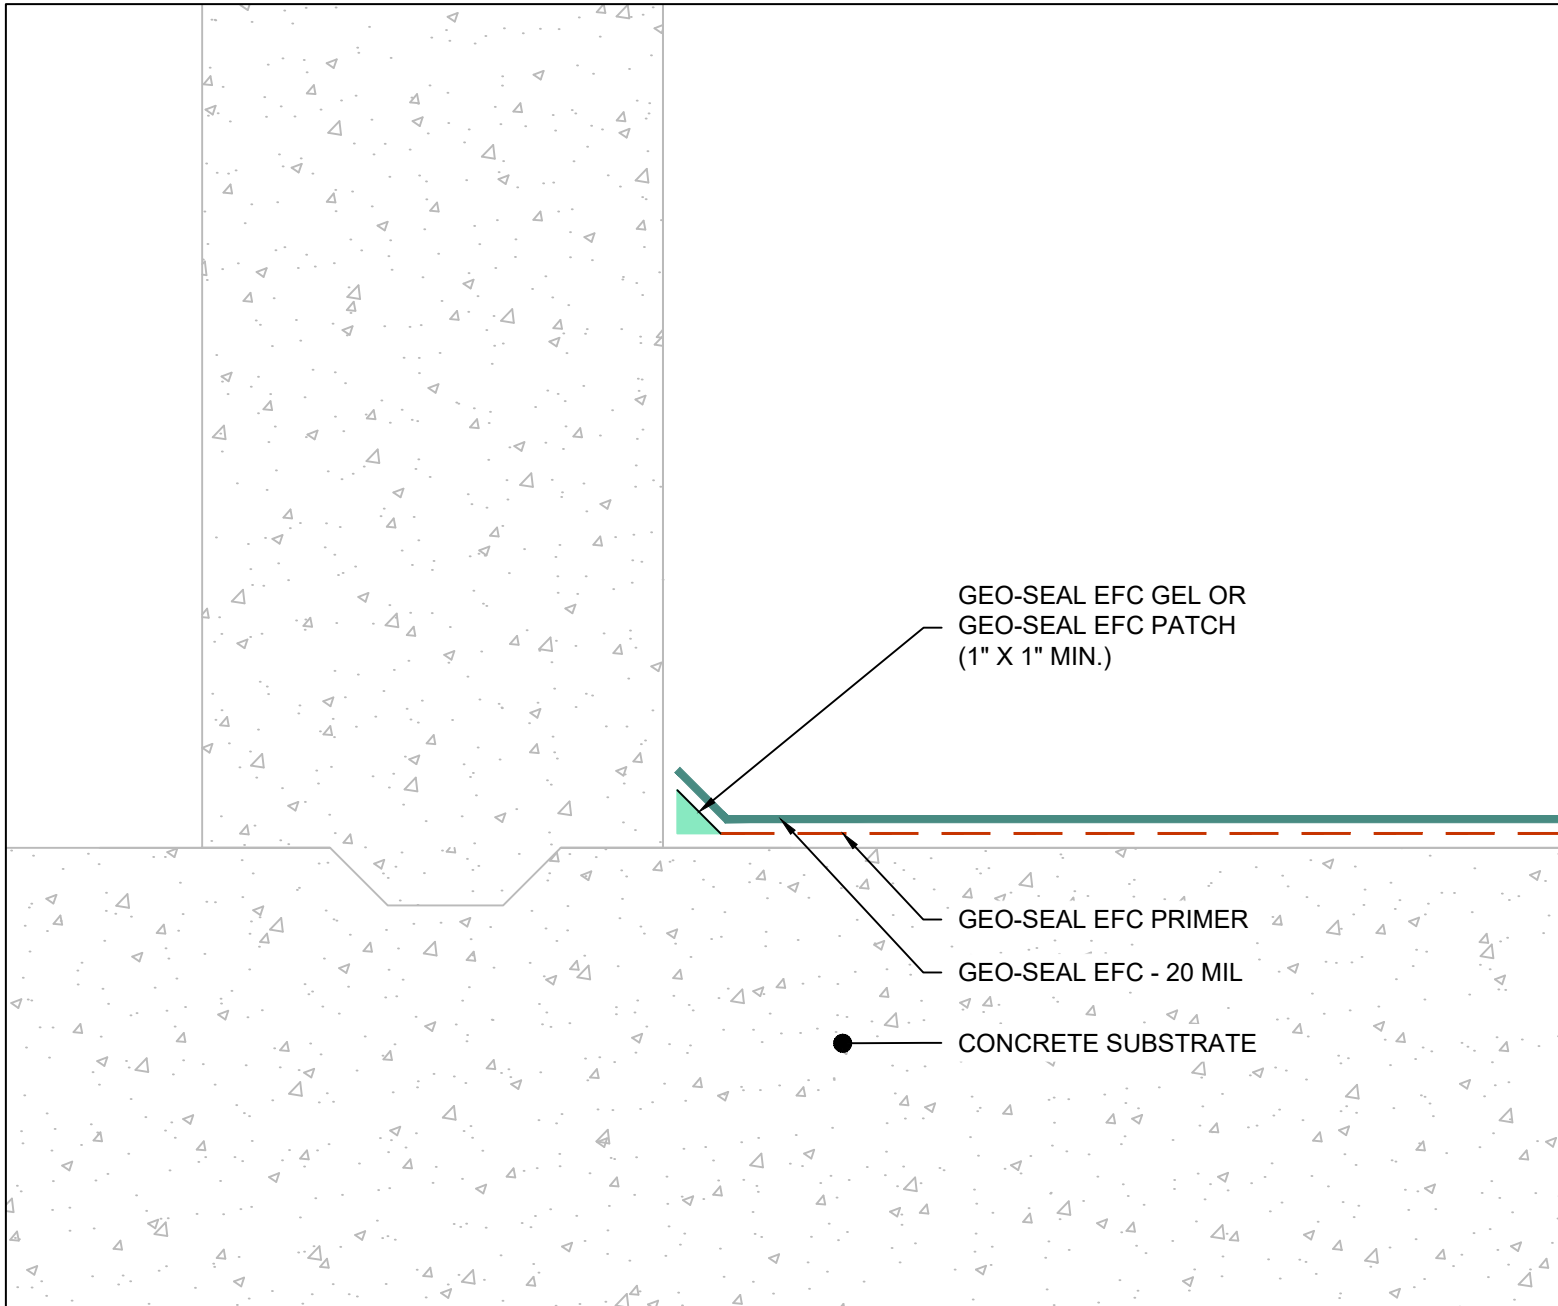 GEO-SEAL EFC GEL OR
GEO-SEAL EFC PATCH
(1" X 1" MIN.)
GEO-SEAL EFC PRIMER
GEO-SEAL EFC - 20 MIL
CONCRETE SUBSTRATE